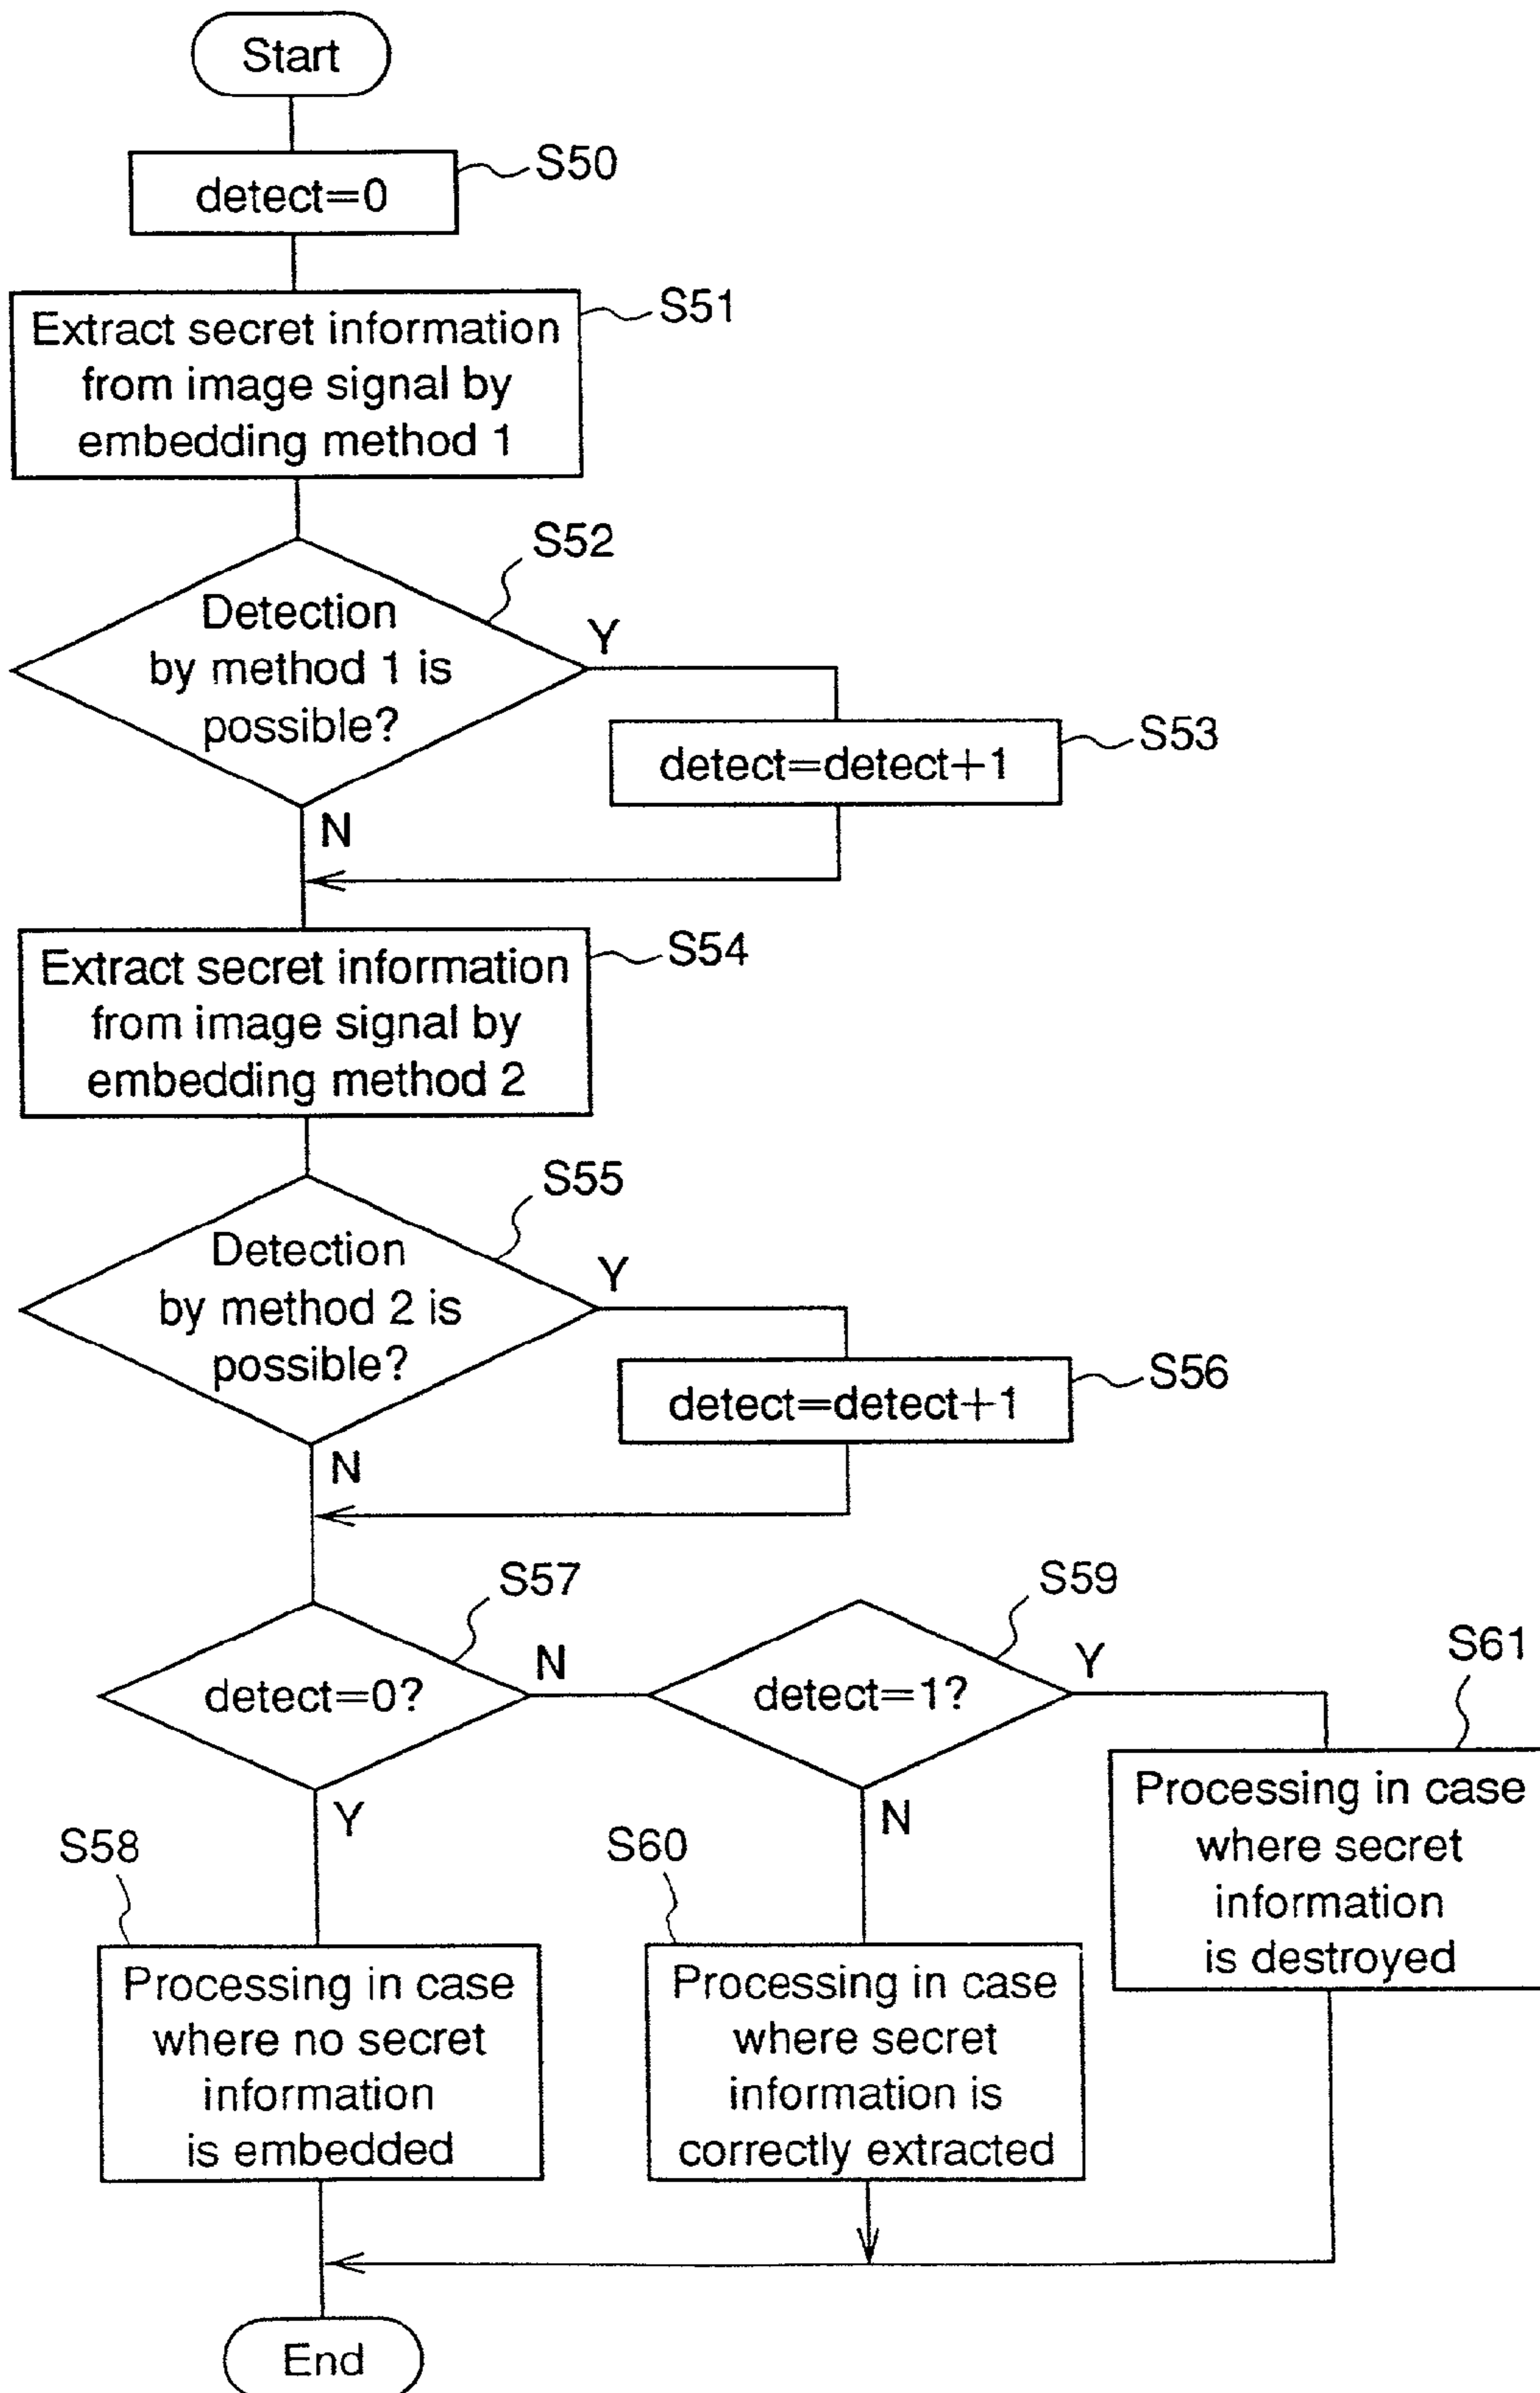 Start
S50
detect=0
S51
Extract secret information
from image signal by
embedding method 1
S52
Detection
by method 1 is
possible?
Y
S53
detect=detect+1
N
S54
Extract secret information
from image signal by
embedding method 2
S55
Detection
by method 2 is
possible?
Y
S56
detect=detect+1
N
S57
detect=0?
N
S59
detect=1?
Y
S61
Processing in case
where secret
information
is destroyed
Y
N
S58
Processing in case
where no secret
information
is embedded
S60
Processing in case
where secret
information is
correctly extracted
End